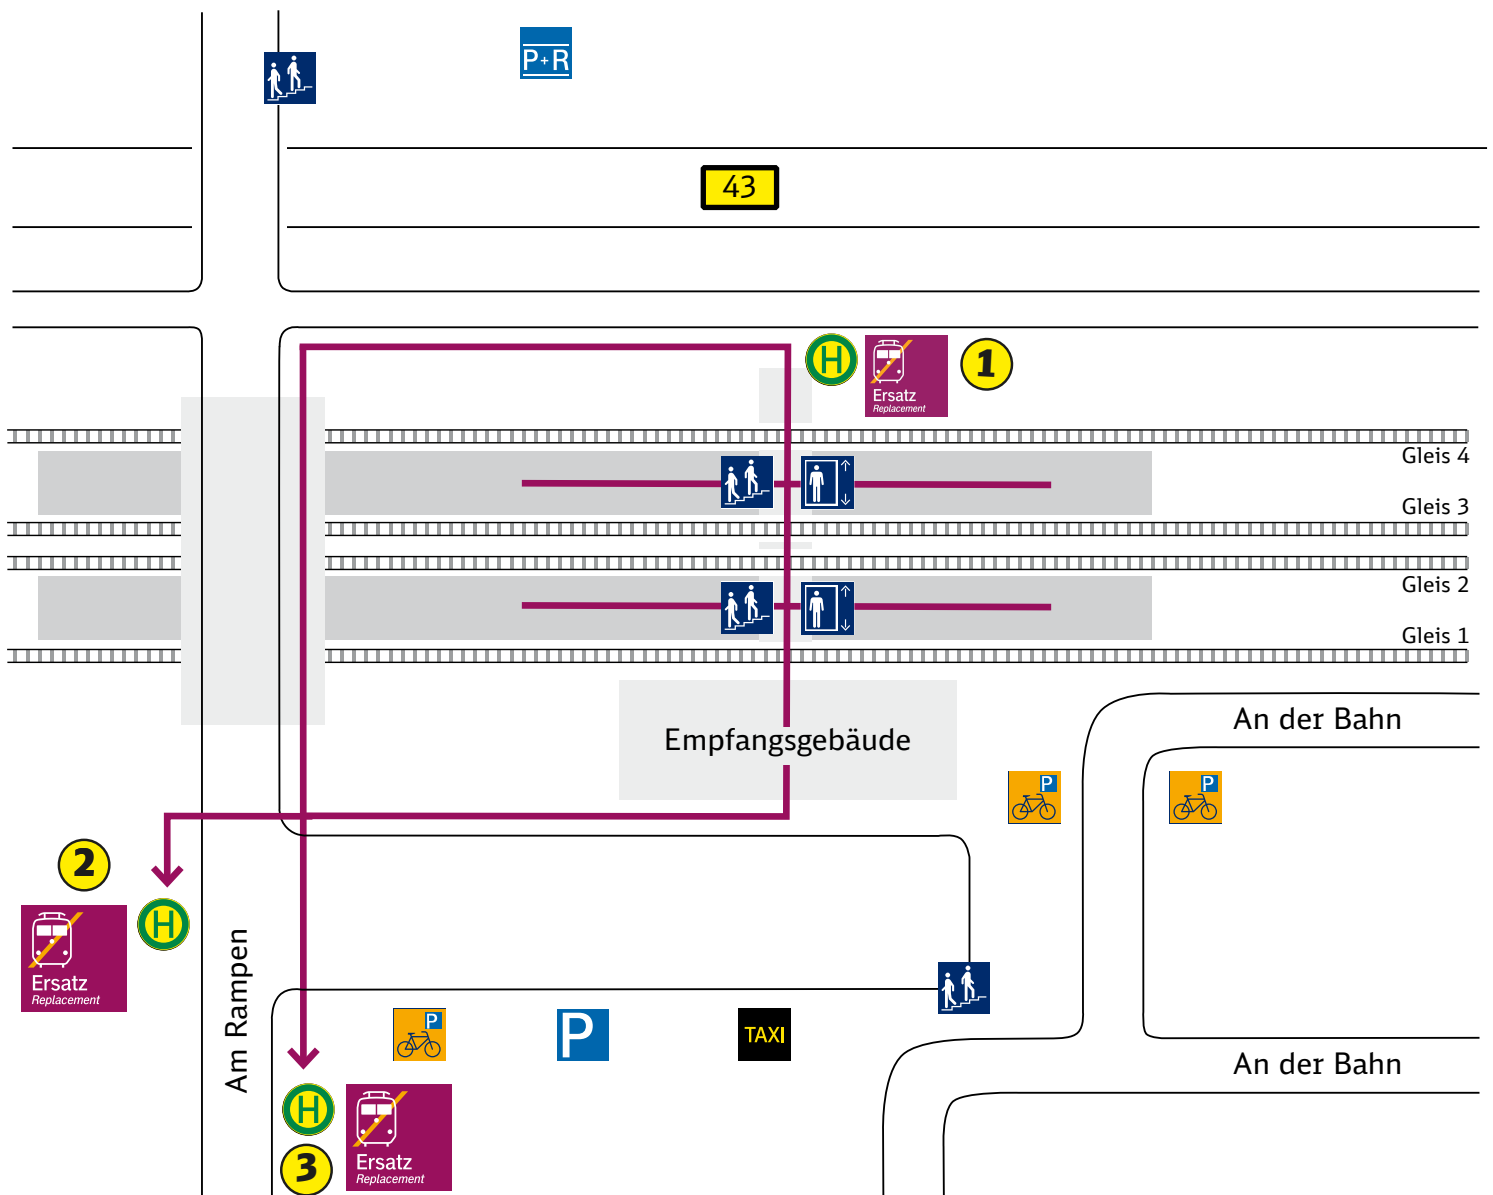 P+R
43
H
Ersatz
Replacement
1
Gleis 4
Gleis 3
Gleis 2
Gleis 1
Empfangsgebäude
An der Bahn
P
P
2
H
Ersatz
Replacement
Am Rampen
P
P
TAXI
An der Bahn
H
3
Ersatz
Replacement